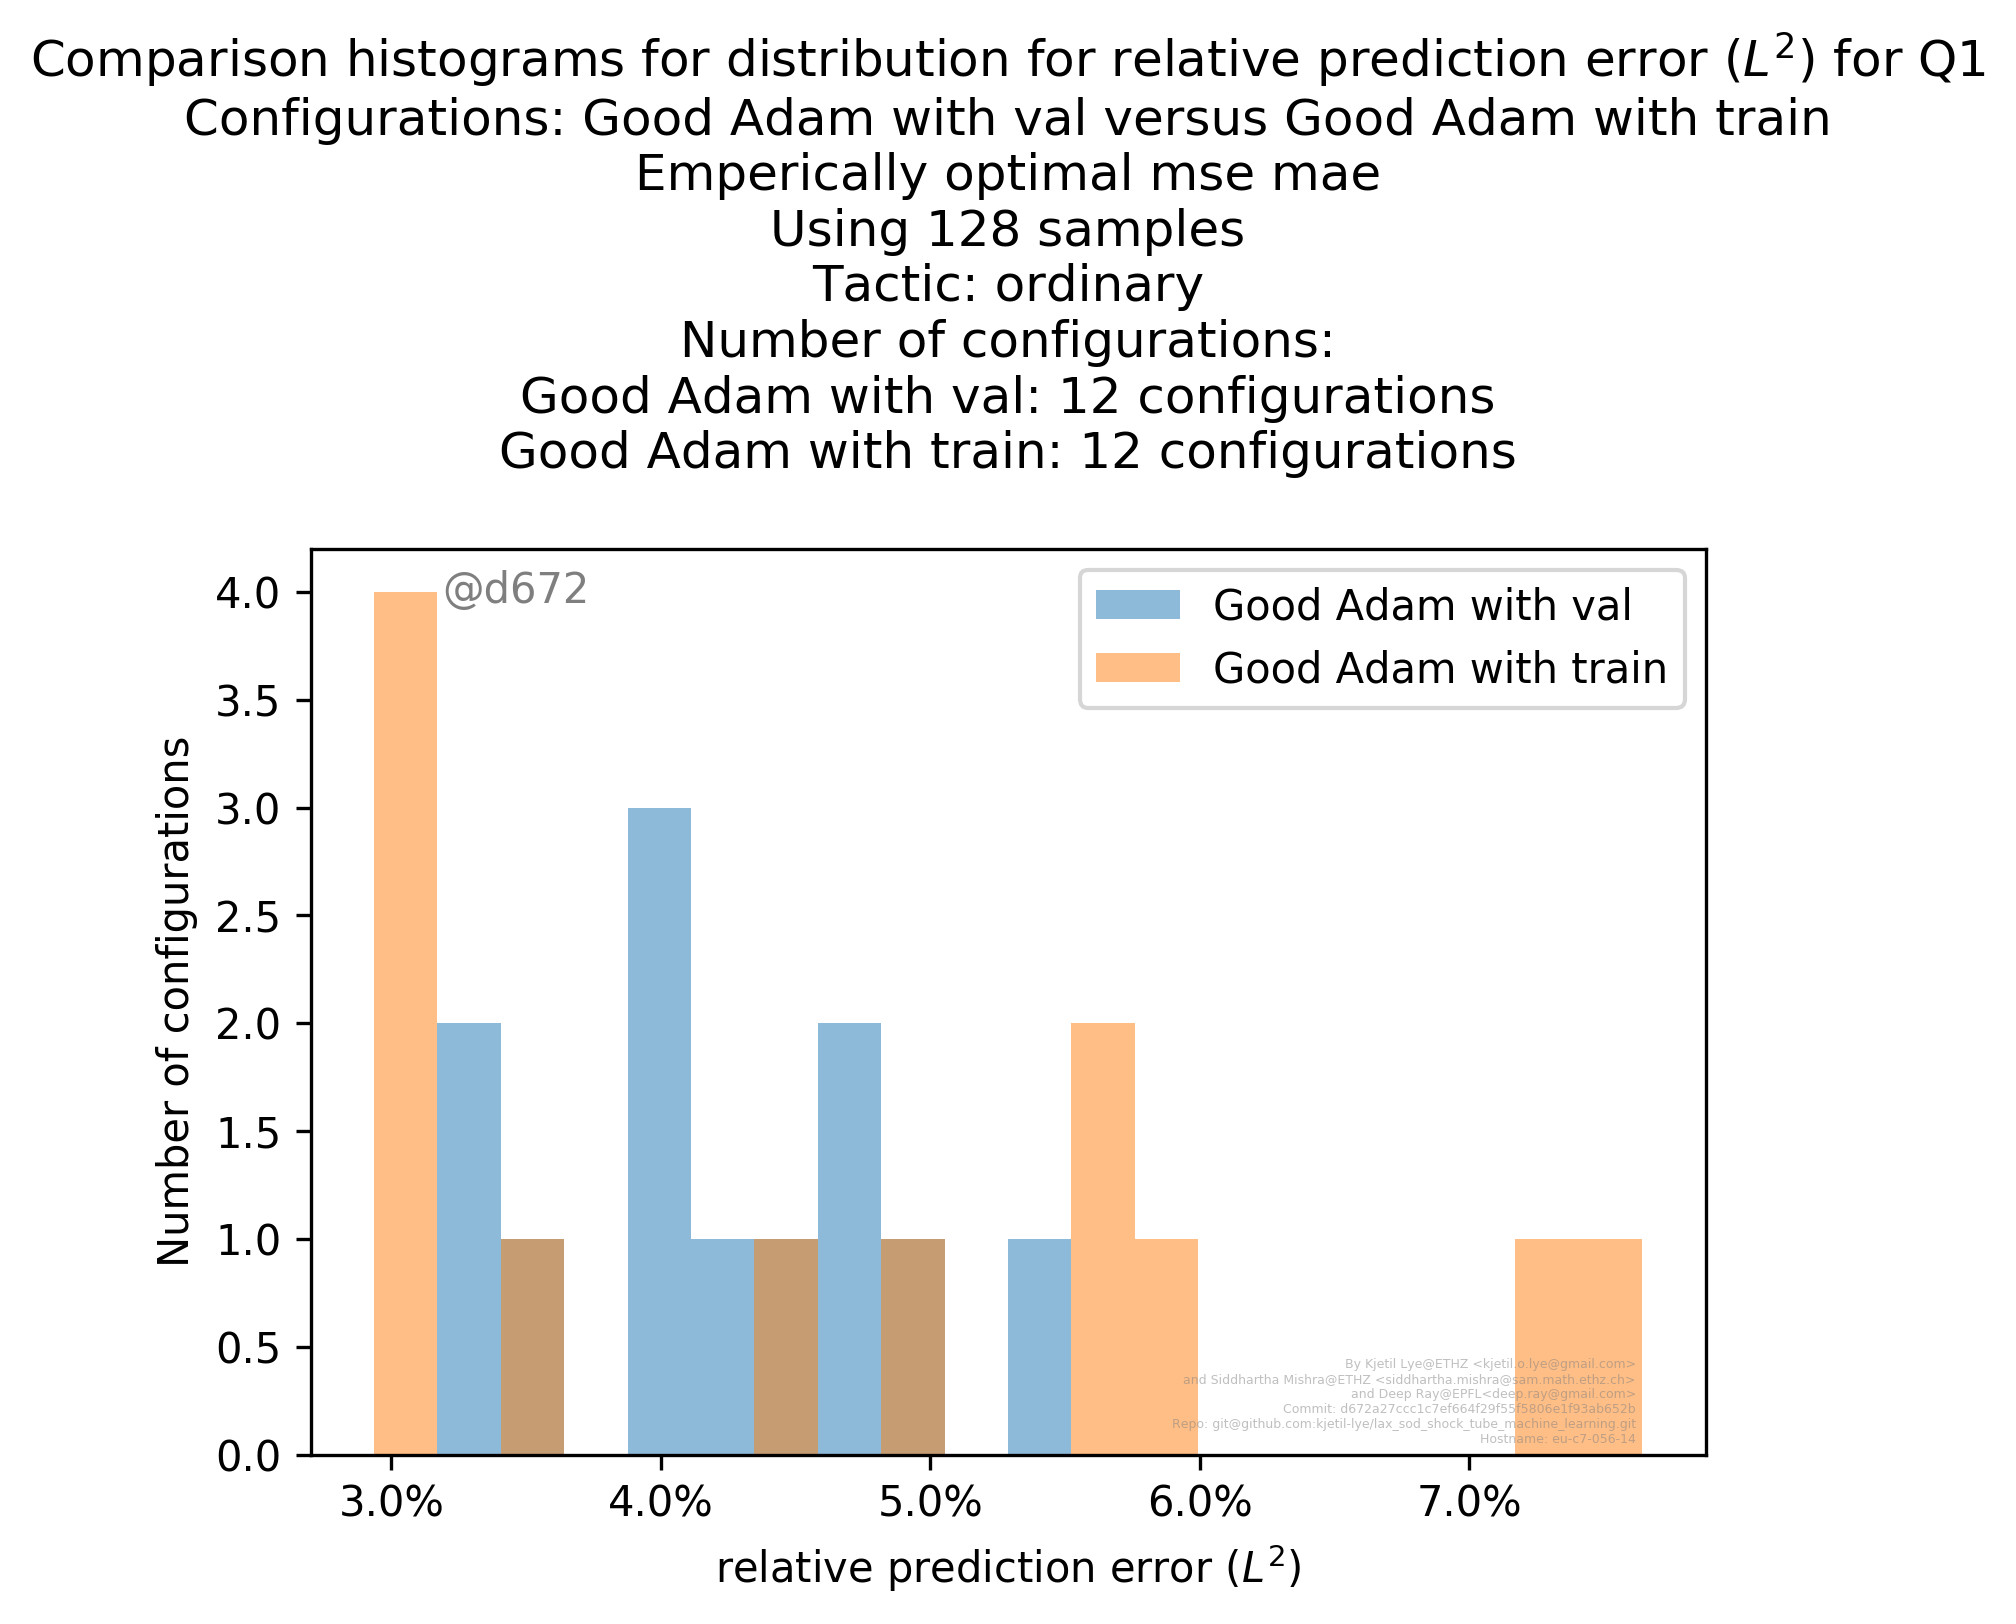 Comparison histograms for distribution for relative prediction error (L²) for Q1
Configurations: Good Adam with val versus Good Adam with train
Emperically optimal mse mae
Using 128 samples
Tactic: ordinary
Number of configurations:
Good Adam with val: 12 configurations
Good Adam with train: 12 configurations
@d672
Good Adam with val
Good Adam with train
Number of configurations
4.0
3.5
3.0
2.5
2.0
1.5
1.0
0.5
0.0
By Kjetil Lye@ETHZ <kjetil.o.lye@gmail.com>
and Siddhartha Mishra@ETHZ <siddhartha.mishra@sam.math.ethz.ch>
and Deep Ray@EPFL<deep.ray@gmail.com>
Commit: d672a27ccc1c7ef664f29f55f5806e1f93ab652b
Repo: git@github.com:kjetil-lye/lax_sod_shock_tube_machine_learning.git
Hostname: eu-c7-056-14
3.0% 4.0% 5.0% 6.0% 7.0%
relative prediction error (L²)